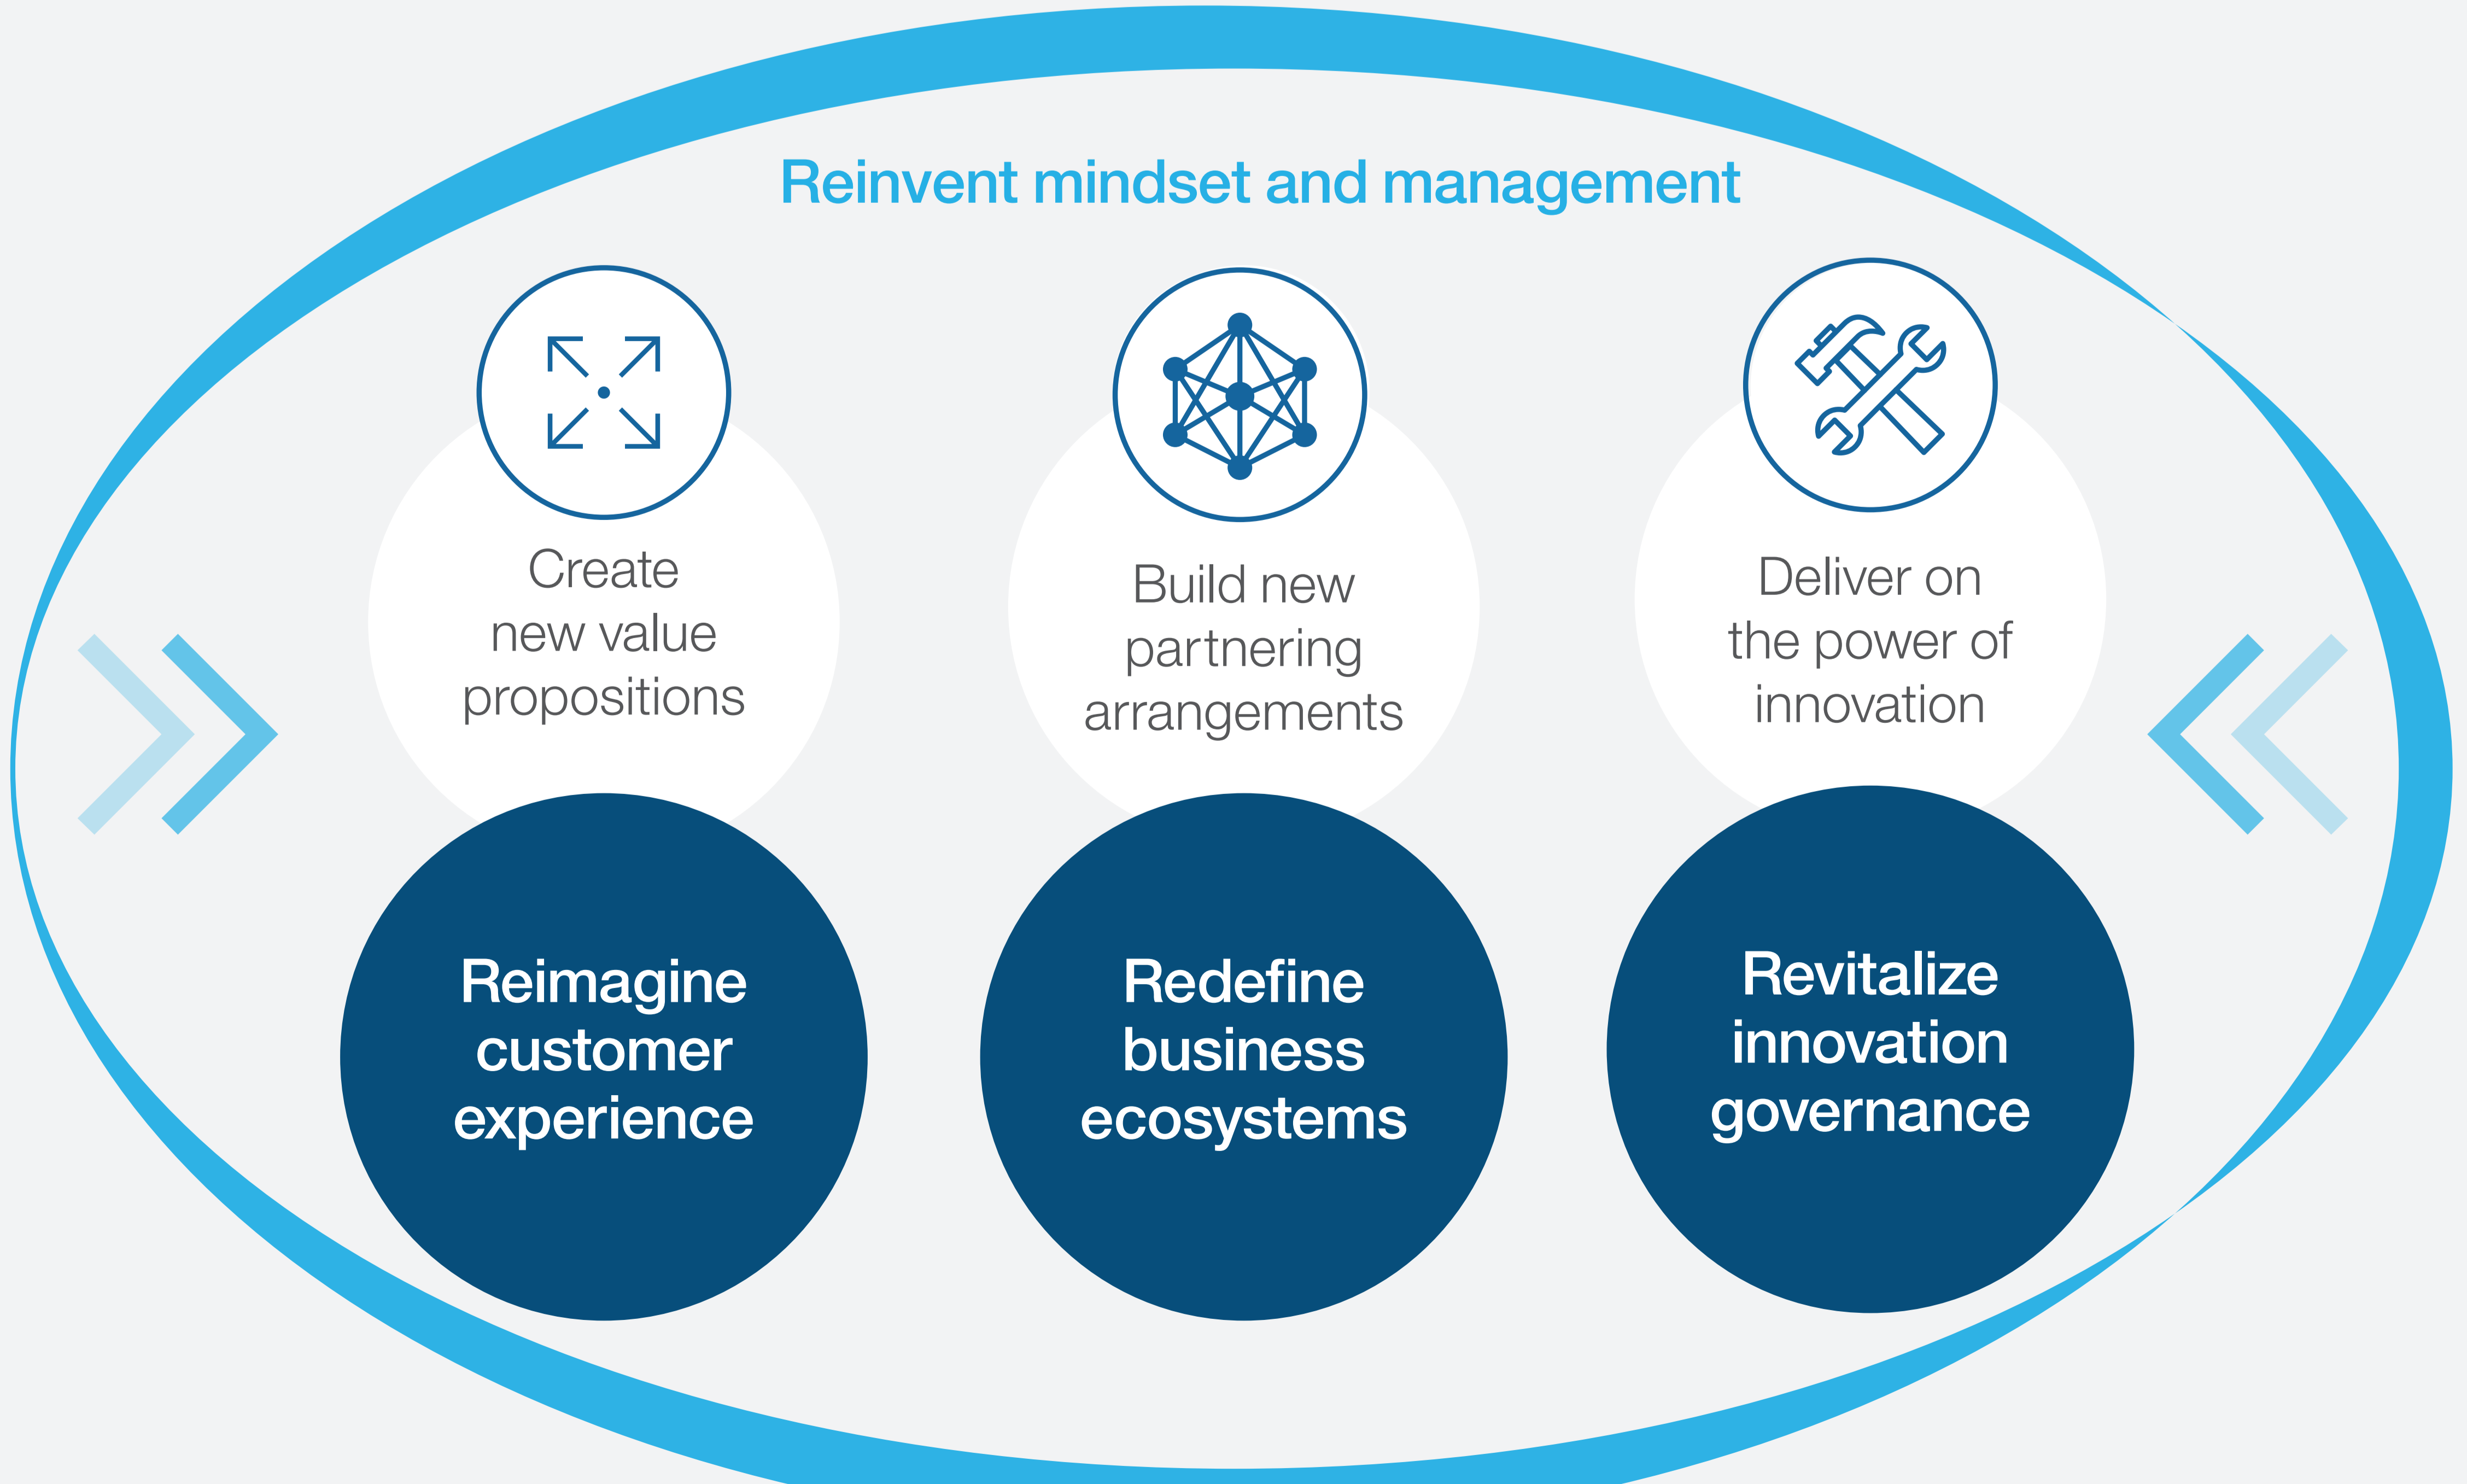 Reinvent mindset and management
Create
new value
propositions
Build new
partnering
arrangements
Deliver on
the power of
innovation
Reimagine
customer
experience
Redefine
business
ecosystems
Revitalize
innovation
governance